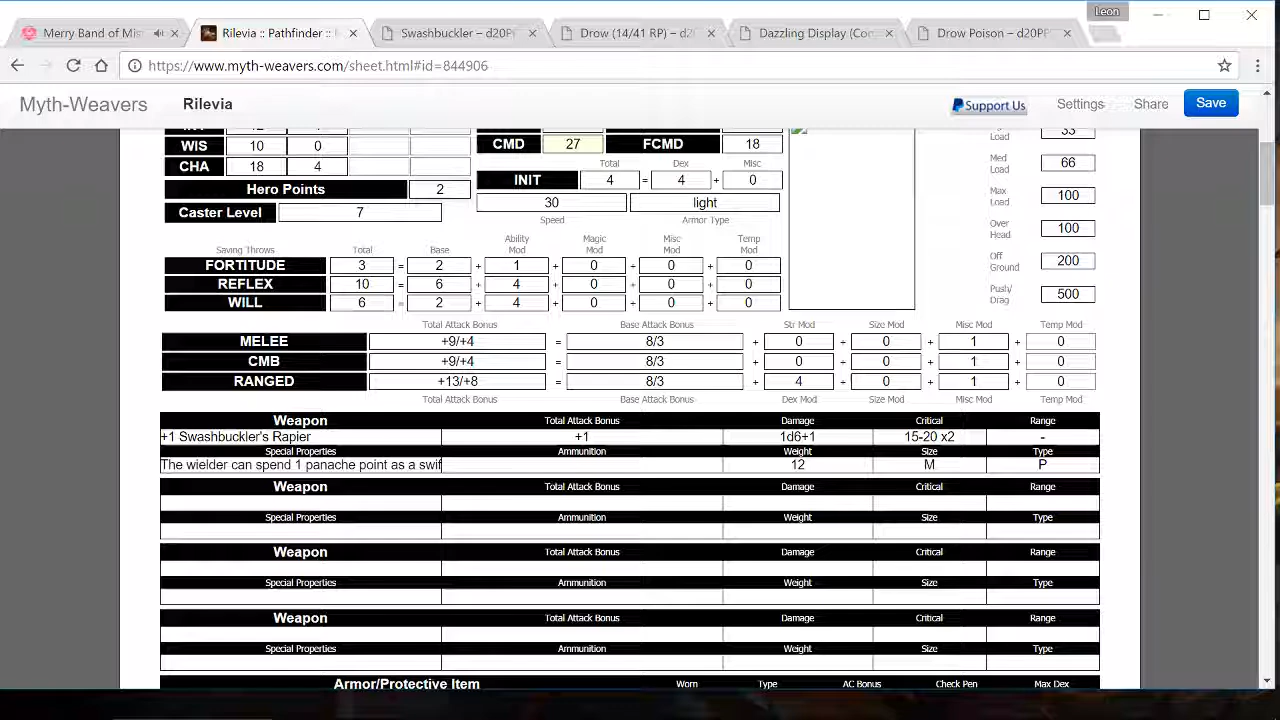 Leon
Merry Band of Mis
Rilevia :: Pathfinder ::
Swashbuckler – d20P
Drow (14/41 RP) – d
Dazzling Display (Co
Drow Poison – d20P
https://www.myth-weavers.com/sheet.html#id=844906
Myth-Weavers Rilevia Support Us Settings Share Save
WIS 10 0
CHA 18 4
Hero Points 2
Caster Level 7
CMD 27 FCMD 18
Total Dex Misc
INIT 4 = 4 + 0
30 light
Speed Armor Type
Load 33
Med Load 66
Max Load 100
Over Head 100
Off Ground 200
Push/ Drag 500
Saving Throws Total Base Ability Mod Magic Mod Misc Mod Temp Mod
FORTITUDE 3 = 2 + 1 + 0 + 0 + 0
REFLEX 10 = 6 + 4 + 0 + 0 + 0
WILL 6 = 2 + 4 + 0 + 0 + 0
Total Attack Bonus Base Attack Bonus Str Mod Size Mod Misc Mod Temp Mod
MELEE +9/+4 = 8/3 + 0 + 0 + 1 + 0
CMB +9/+4 = 8/3 + 0 + 0 + 1 + 0
RANGED +13/+8 = 8/3 + 4 + 0 + 1 + 0
Total Attack Bonus Base Attack Bonus Dex Mod Size Mod Misc Mod Temp Mod
Weapon Total Attack Bonus Damage Critical Range
+1 Swashbuckler's Rapier +1 1d6+1 15-20 x2 -
Special Properties Ammunition Weight Size Type
The wielder can spend 1 panache point as a swif 12 M P
Weapon Total Attack Bonus Damage Critical Range
Special Properties Ammunition Weight Size Type
Weapon Total Attack Bonus Damage Critical Range
Special Properties Ammunition Weight Size Type
Weapon Total Attack Bonus Damage Critical Range
Special Properties Ammunition Weight Size Type
Armor/Protective Item Worn Type AC Bonus Check Pen Max Dex